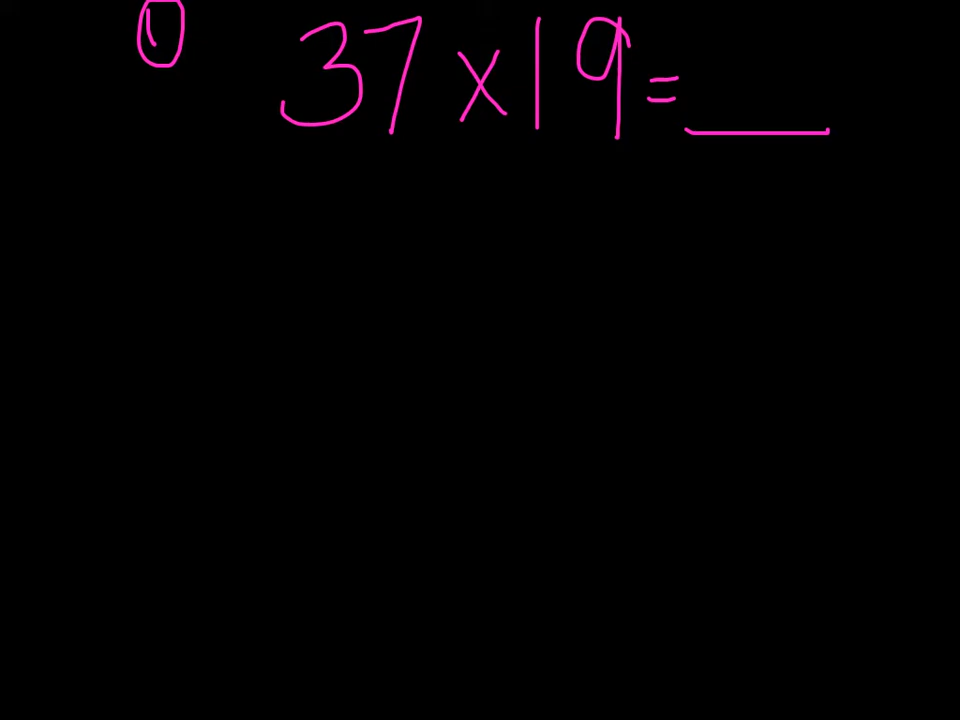 ① 37 × 19 = ____